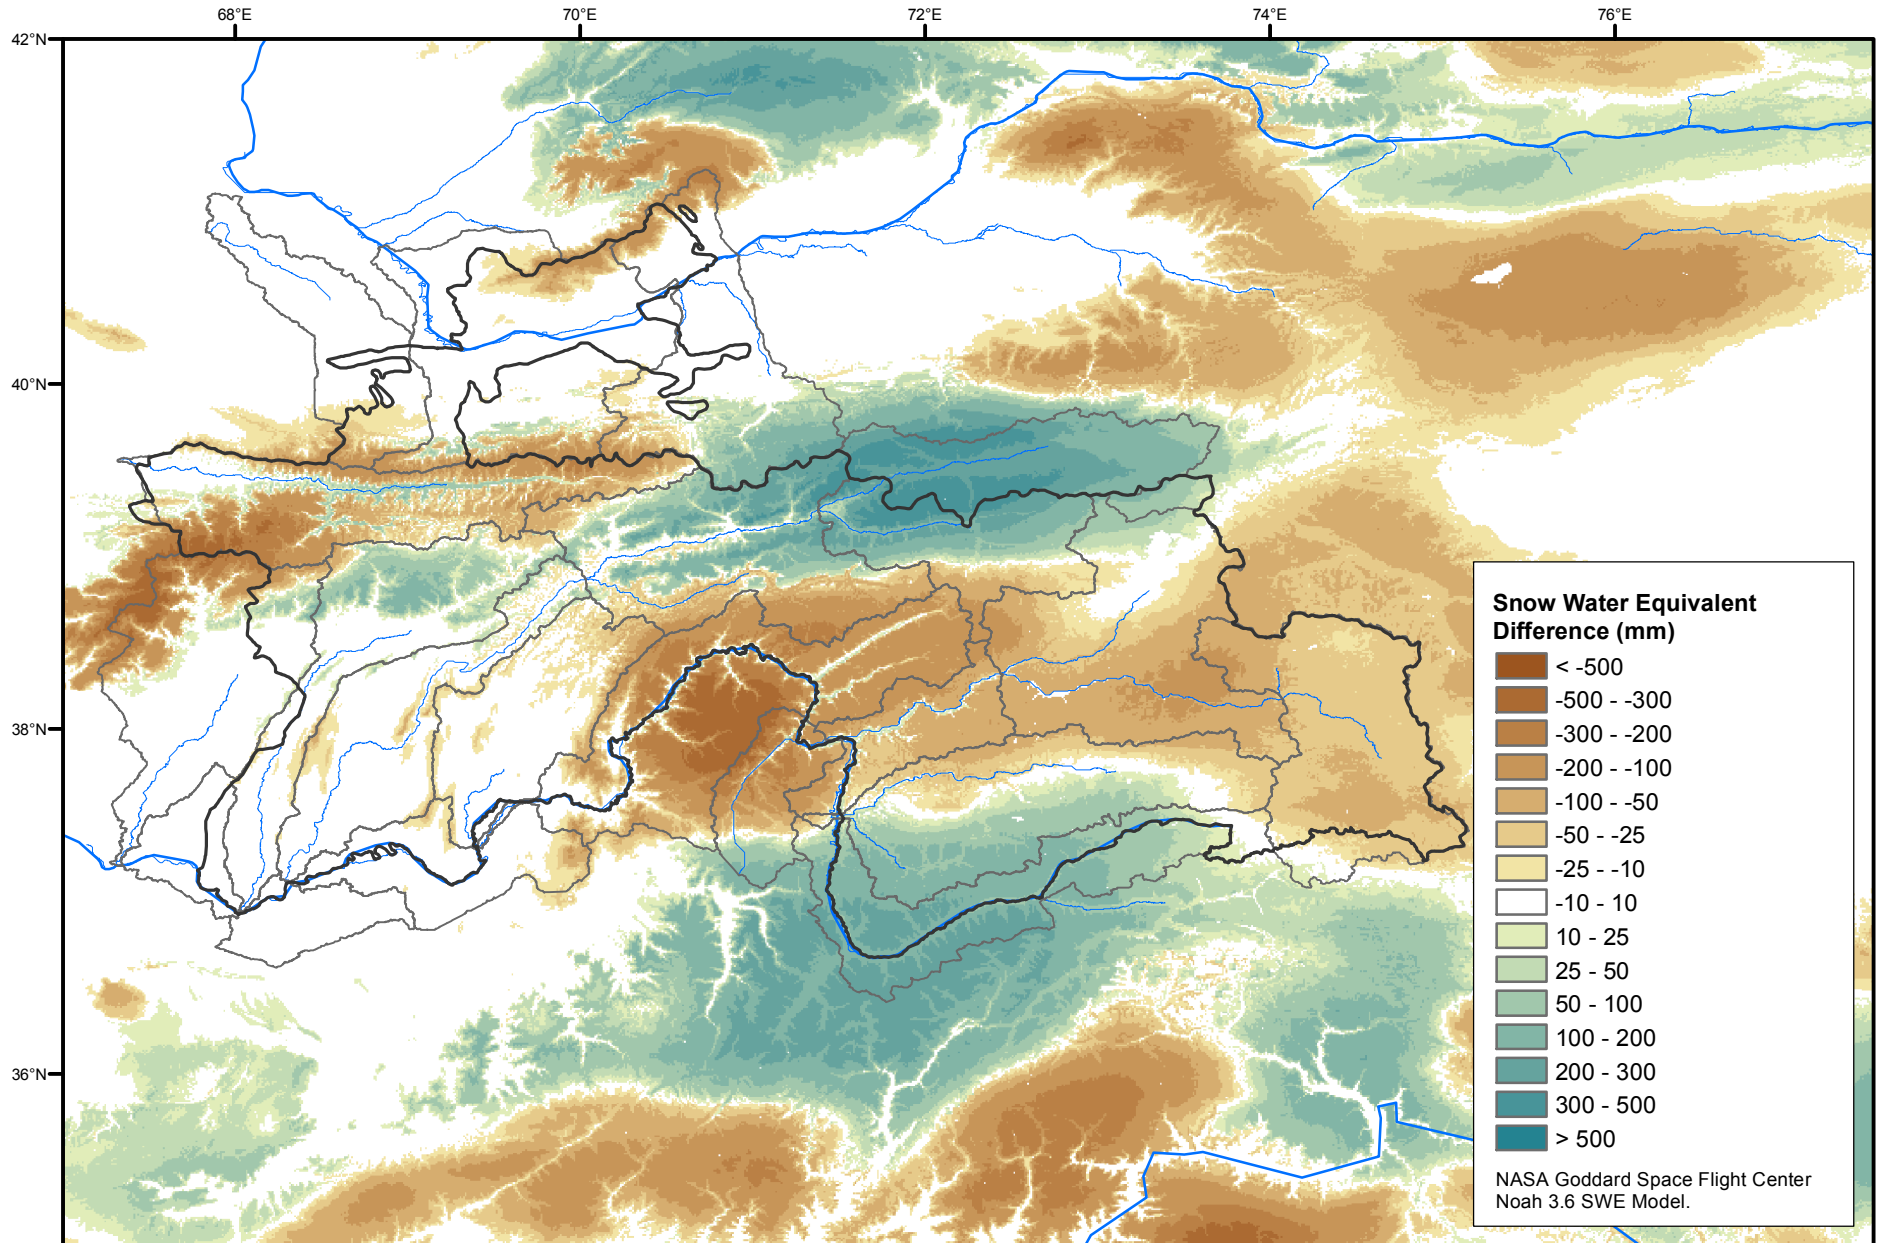 68°E
70°E
72°E
74°E
76°E
42°N
40°N
38°N
36°N
Snow Water Equivalent
Difference (mm)
< -500
-500 - -300
-300 - -200
-200 - -100
-100 - -50
-50 - -25
-25 - -10
-10 - 10
10 - 25
25 - 50
50 - 100
100 - 200
200 - 300
300 - 500
> 500
NASA Goddard Space Flight Center
Noah 3.6 SWE Model.